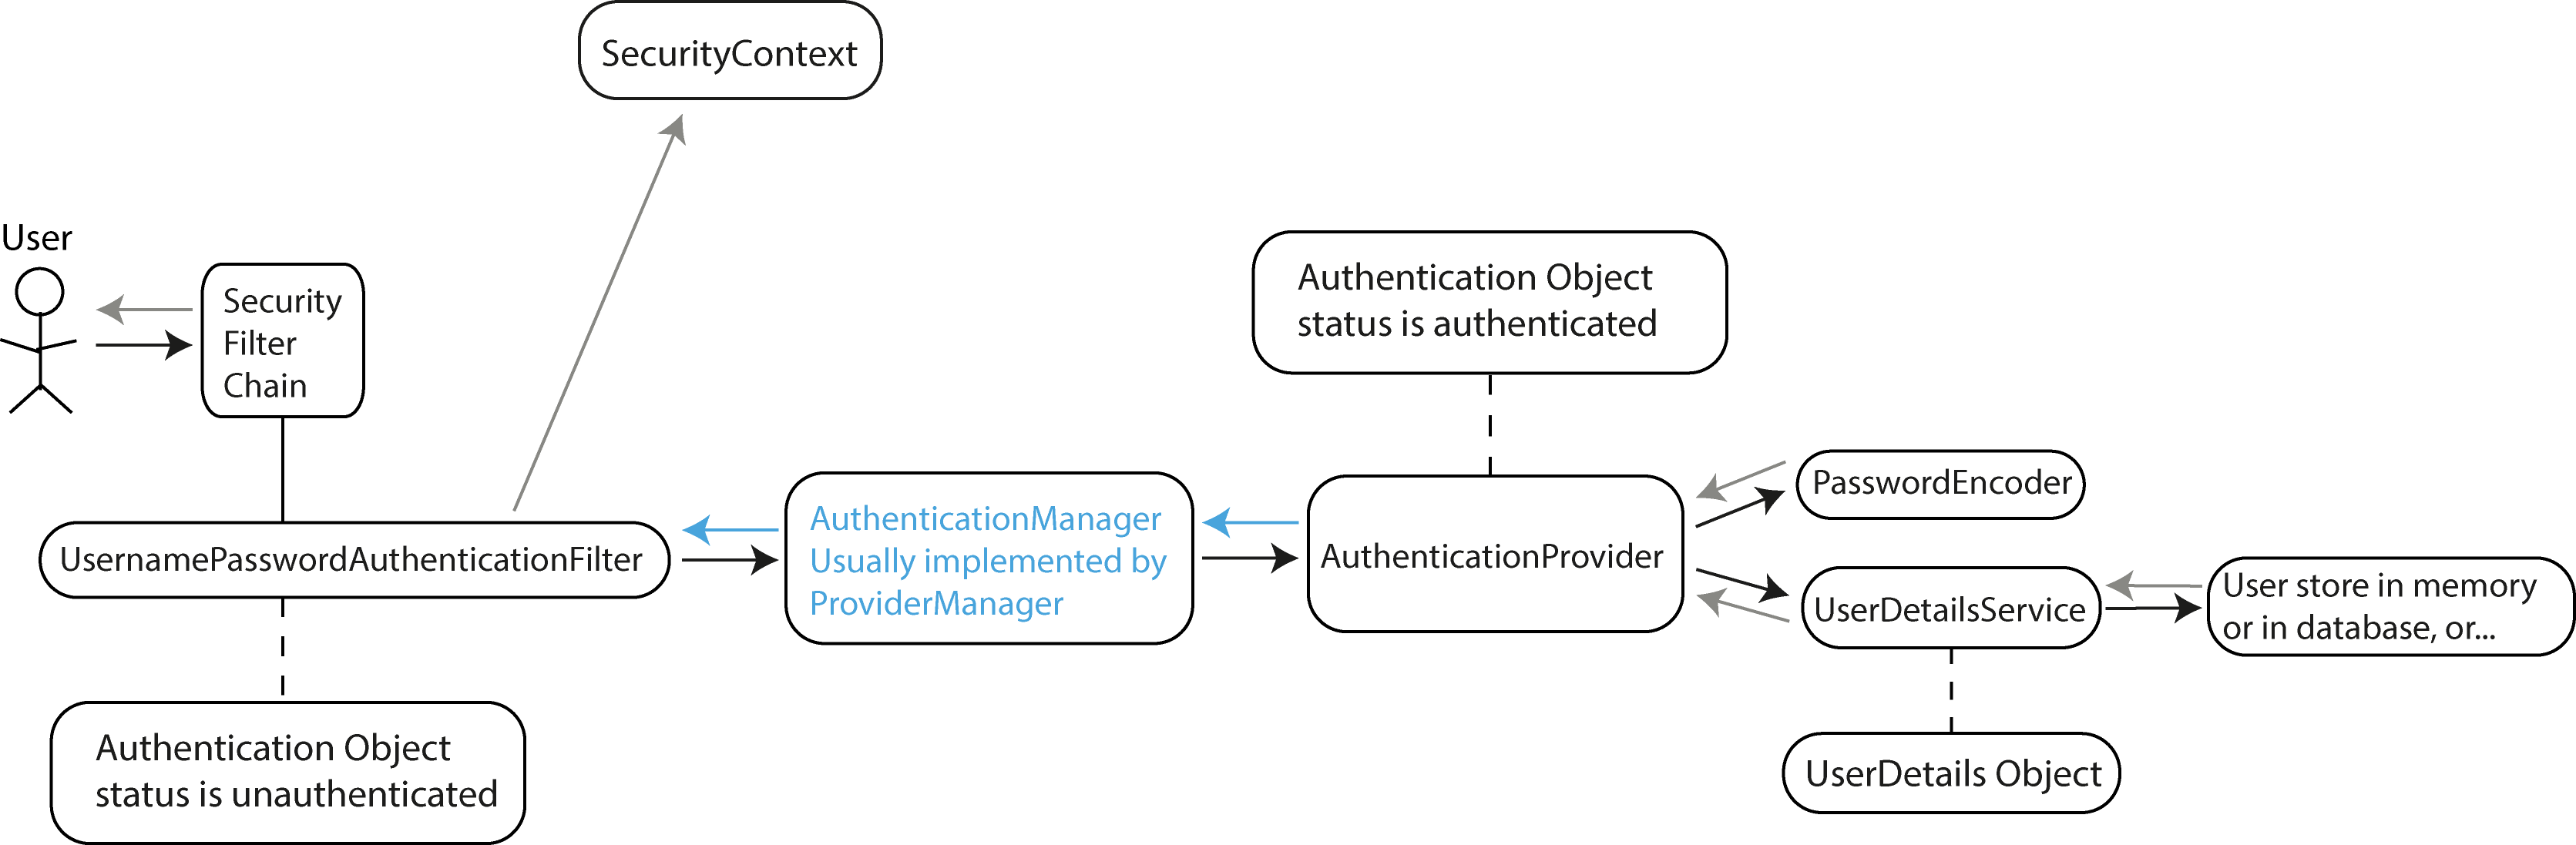 SecurityContext
User
Security
Filter
Chain
Authentication Object
status is authenticated
UsernamePasswordAuthenticationFilter
AuthenticationManager
Usually implemented by
ProviderManager
AuthenticationProvider
PasswordEncoder
UserDetailsService
User store in memory
or in database, or...
Authentication Object
status is unauthenticated
UserDetails Object